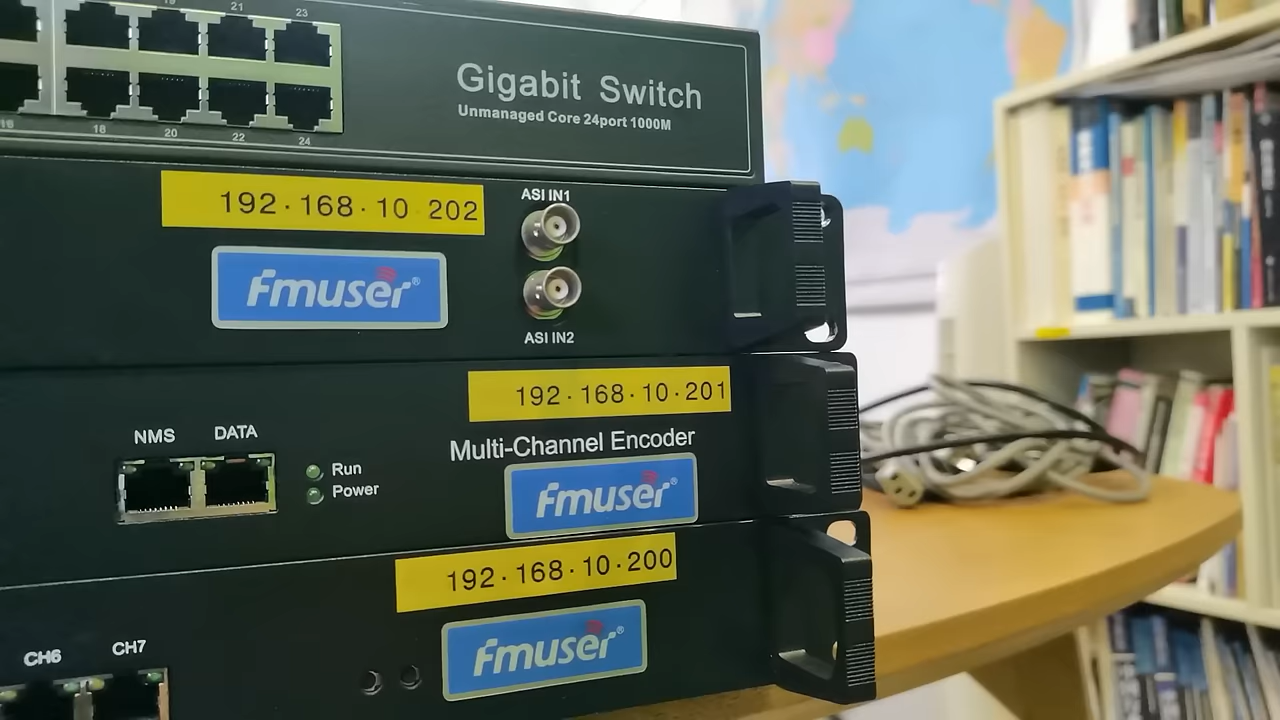 21 23
Gigabit Switch
Unmanaged Core 24port 1000M
18 20 22 24
192·168·10 202
ASI IN1
fmuser®
ASI IN2
192·168·10·201
NMS DATA
Multi-Channel Encoder
Run
Power
fmuser®
192·168·10·200
CH6 CH7
fmuser®